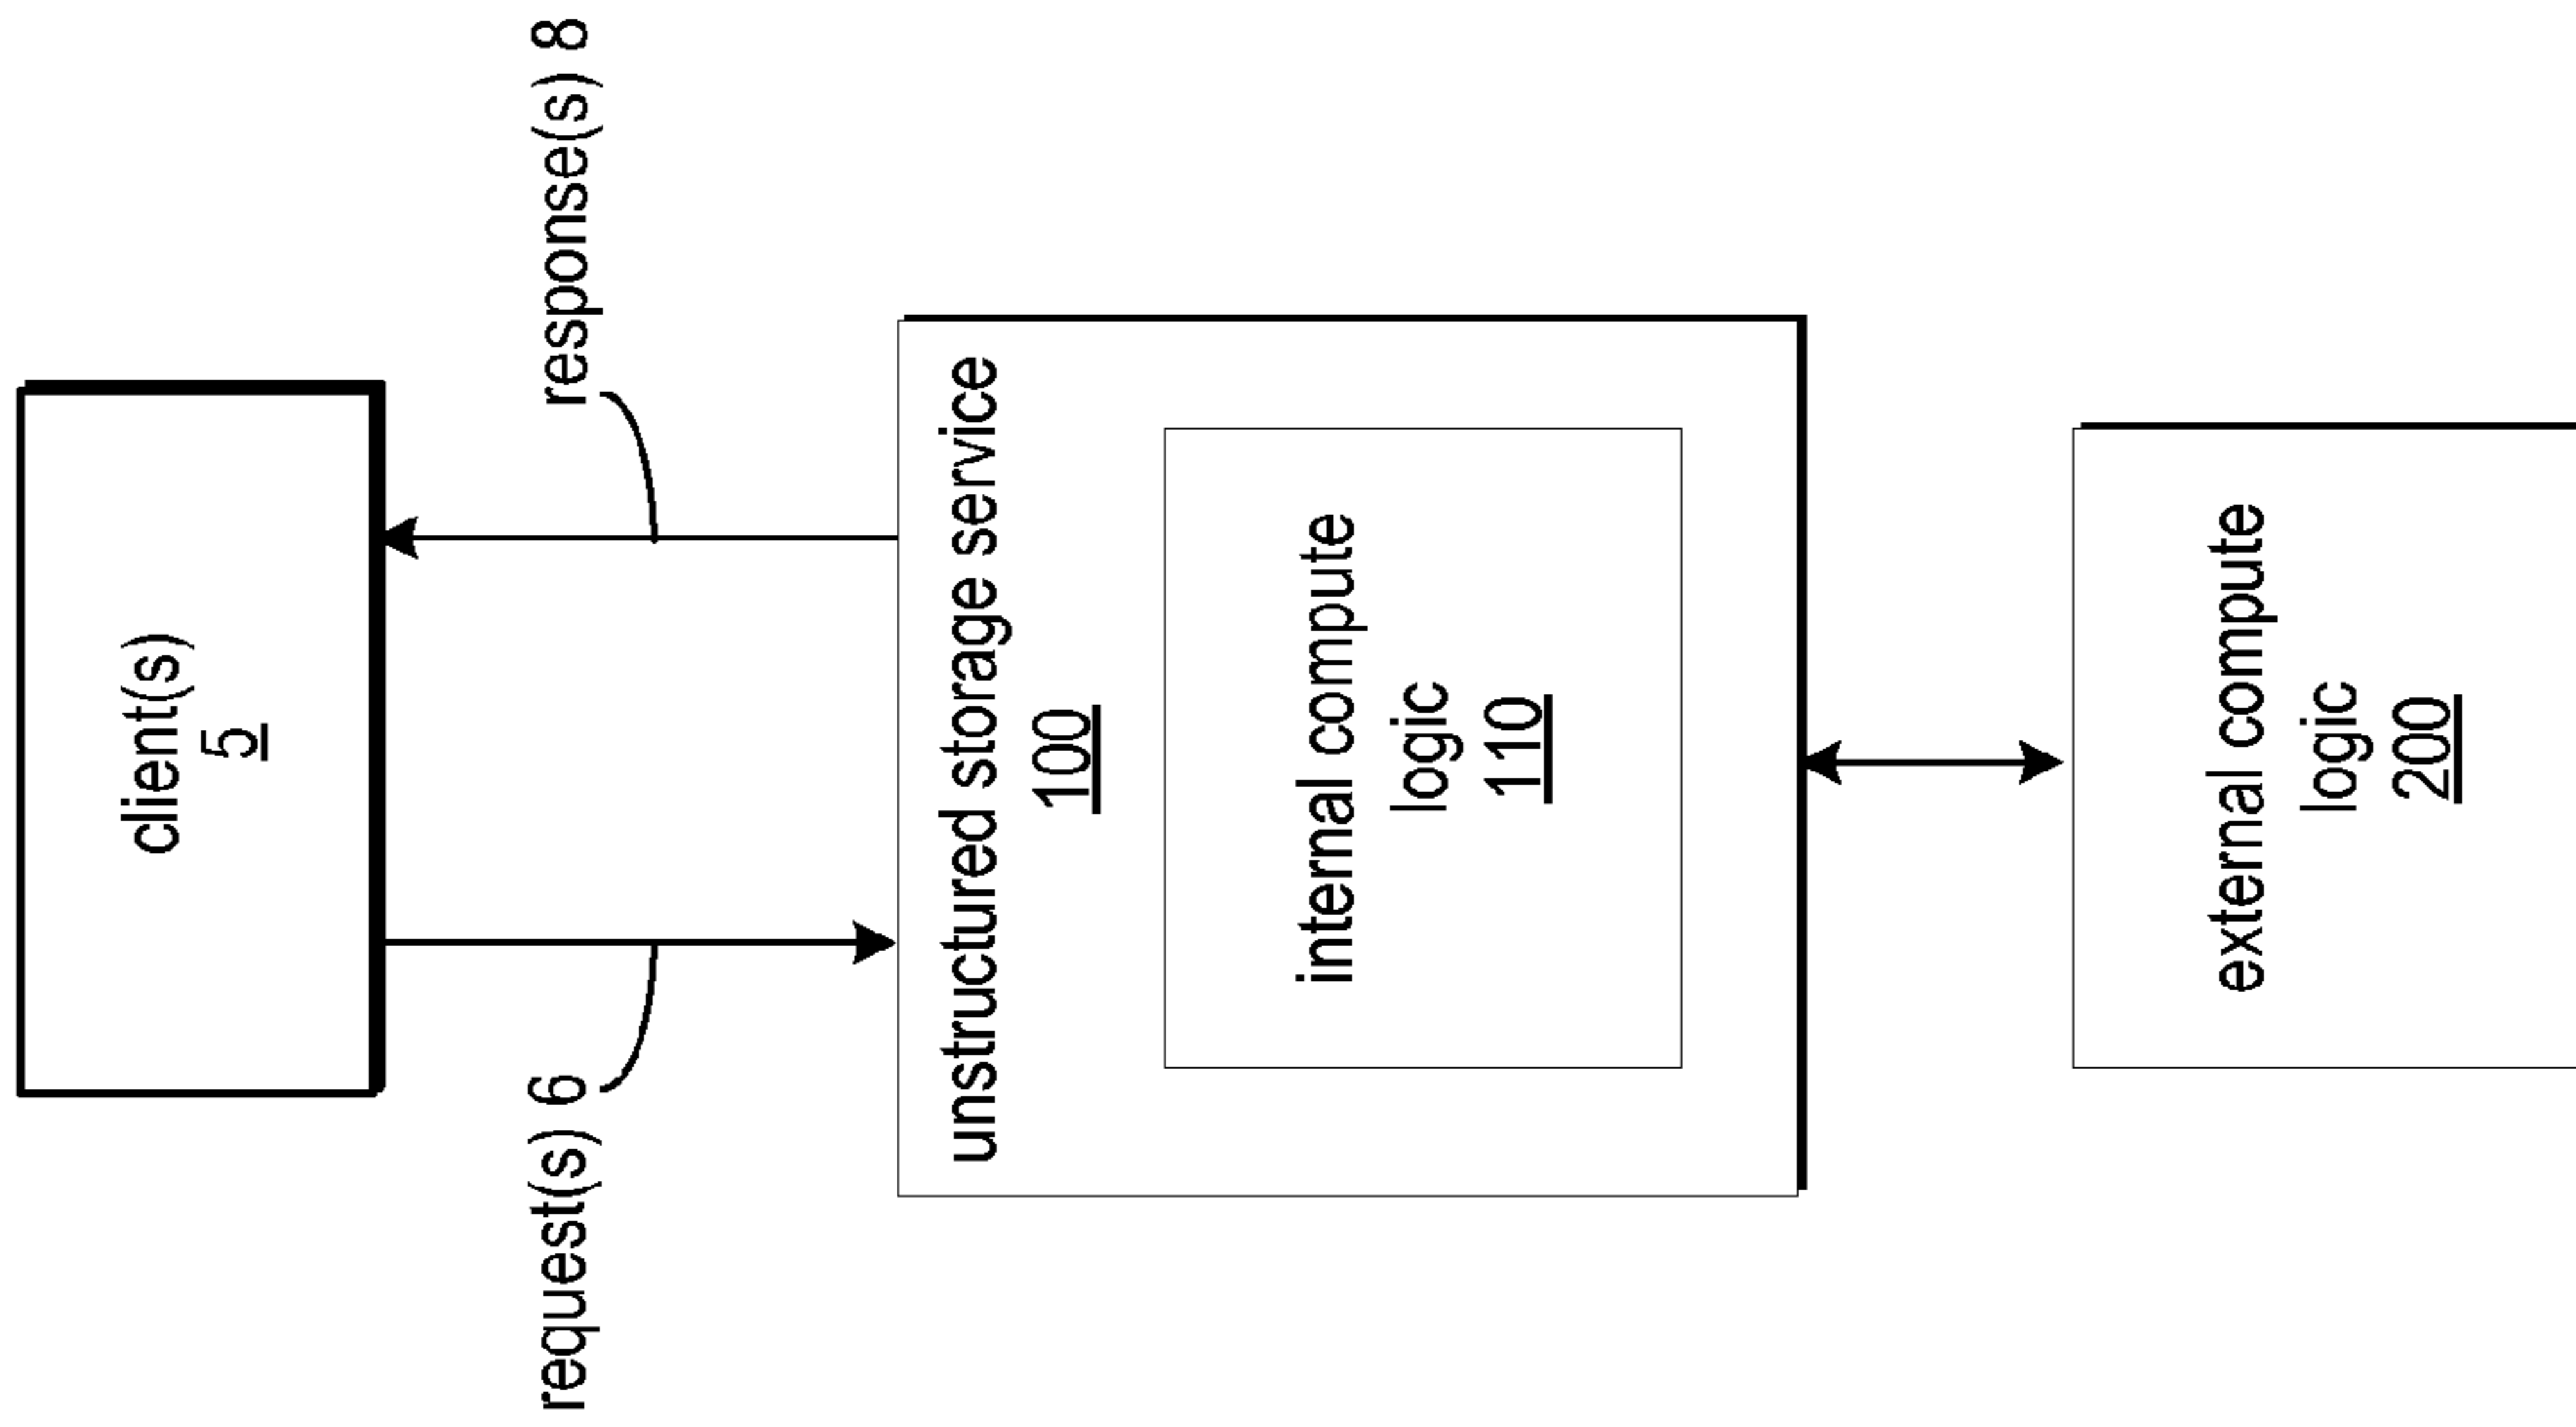 client(s)
5
request(s) 6
response(s) 8
unstructured storage service
100
internal compute
logic
110
external compute
logic
200